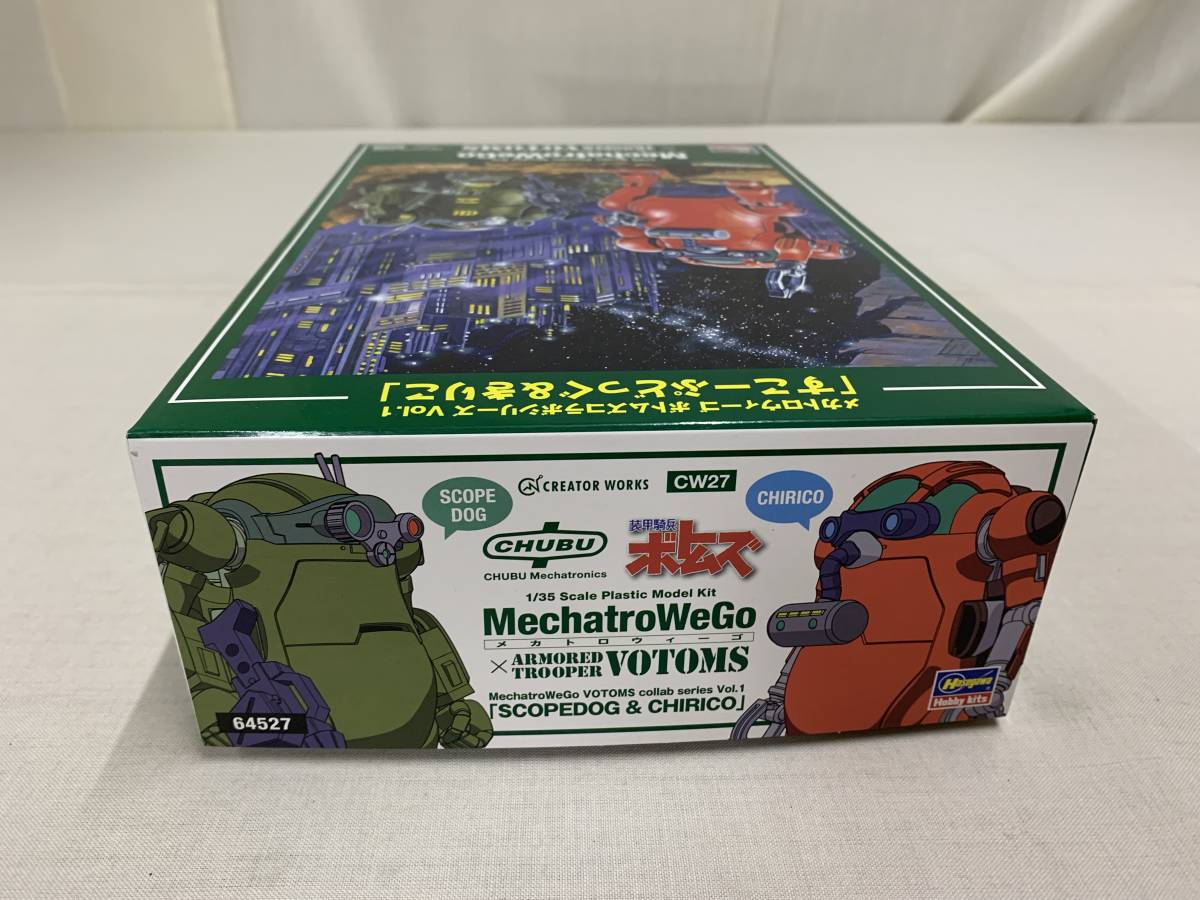 MechatroWeGo
メカトロウィーゴ ボトムズコラボシリーズ Vol.1
「すこーぷどっぐ&きりこ」
SCOPE
DOG
CREATOR WORKS
CW27
CHIRICO
CHUBU
CHUBU Mechatronics
装甲騎兵
ボトムズ
1/35 Scale Plastic Model Kit
MechatroWeGo
メカトロウィーゴ
×ARMORED
TROOPER VOTOMS
MechatroWeGo VOTOMS collab series Vol.1
「SCOPEDOG & CHIRICO」
64527
Hasegawa
Hobby kits